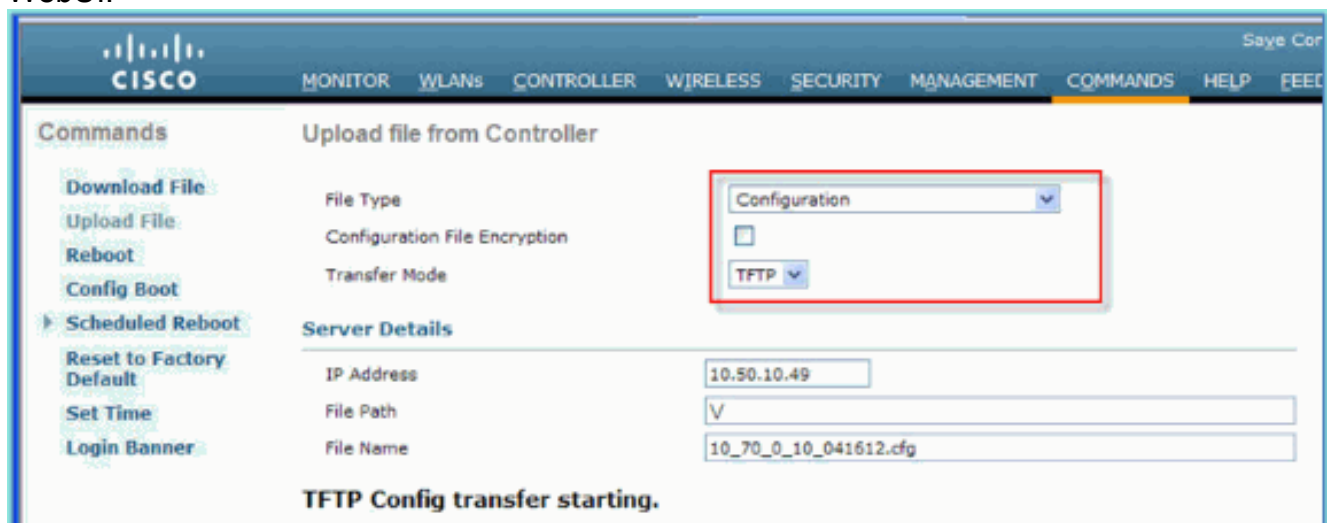 Save Cor
CISCO
MONITOR WLANs CONTROLLER WIRELESS SECURITY MANAGEMENT COMMANDS HELP FEED
Commands
Download File
Upload File
Reboot
Config Boot
Scheduled Reboot
Reset to Factory
Default
Set Time
Login Banner
Upload file from Controller
File Type Configuration
Configuration File Encryption
Transfer Mode TFTP
Server Details
IP Address 10.50.10.49
File Path \/
File Name 10_70_0_10_041612.cfg
TFTP Config transfer starting.